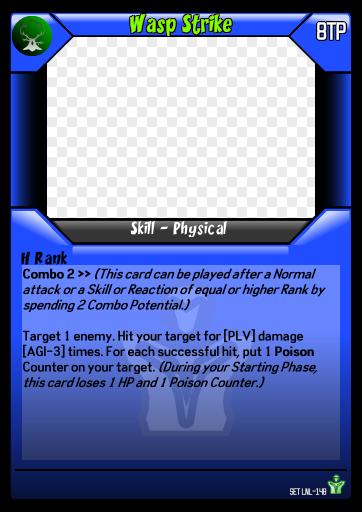 Wasp Strike
8TP
Skill - Physical
H Rank
Combo 2 >> (This card can be played after a Normal
attack or a Skill or Reaction of equal or higher Rank by
spending 2 Combo Potential.)
Target 1 enemy. Hit your target for [PLV] damage
[AGI-3] times. For each successful hit, put 1 Poison
Counter on your target. (During your Starting Phase,
this card loses 1 HP and 1 Poison Counter.)
SET LNL-148